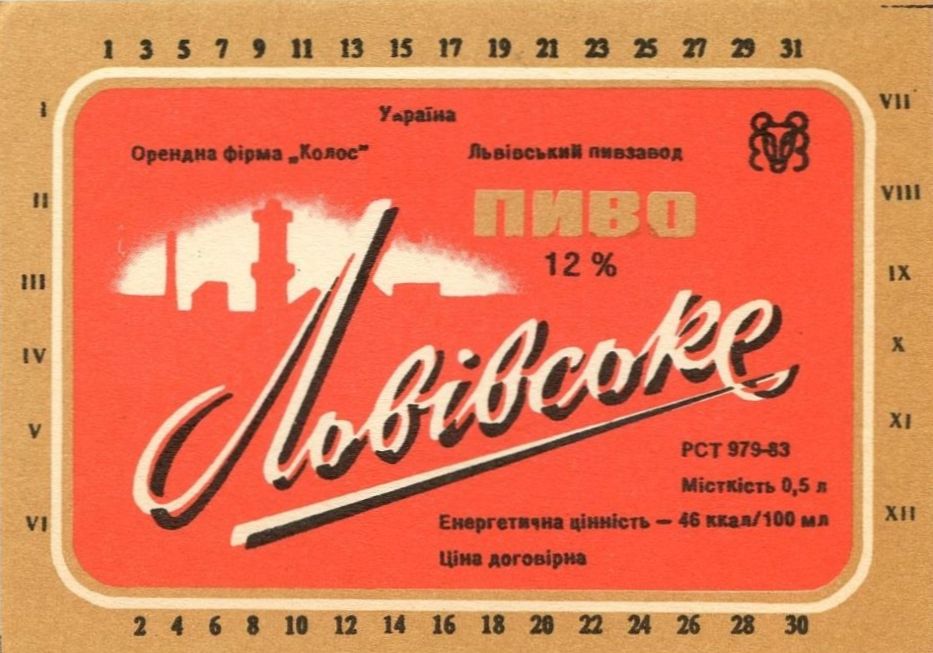 1 3 5 7 9 11 13 15 17 19 21 23 25 27 29 31
Україна
Орендна фірма „Колос"
Львівський пивзавод
ПИВО
12 %
Львівське
РСТ 979-83
Місткість 0,5 л
Енергетична цінність — 46 ккал/100 мл
Ціна договірна
I
II
III
IV
V
VI
VII
VIII
IX
X
XI
XII
2 4 6 8 10 12 14 16 18 20 22 24 26 28 30